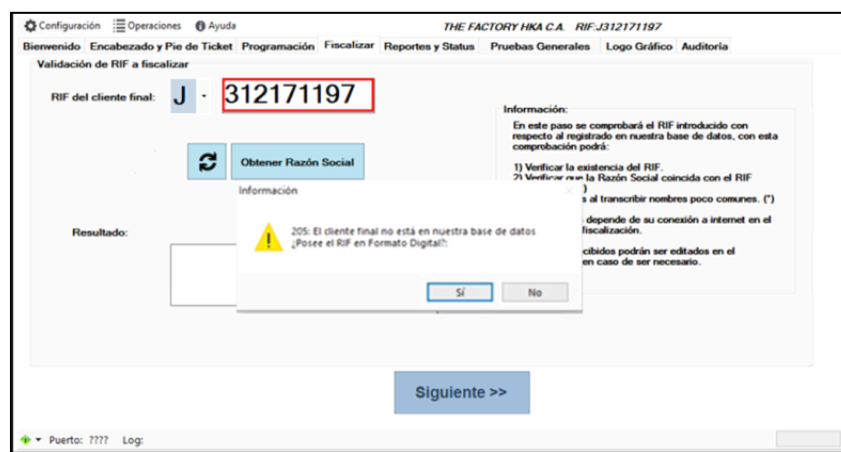 Configuración Operaciones Ayuda THE FACTORY HKA C.A. RIF:J312171197
Bienvenido Encabezado y Pie de Ticket Programación Fiscalizar Reportes y Status Pruebas Generales Logo Gráfico Auditoría
Validación de RIF a fiscalizar
RIF del cliente final: J - 312171197
Información:
En este paso se comprobará el RIF introducido con
respecto al registrado en nuestra base de datos, con esta
comprobación podrá:
1) Verificar la existencia del RIF.
2) Verificar que la Razón Social coincida con el RIF
)
s al transcribir nombres poco comunes. (*)
depende de su conexión a internet en el
fiscalización.
cibidos podrán ser editados en el
en caso de ser necesario.
Obtener Razón Social
Información
205: El cliente final no está en nuestra base de datos
¿Posee el RIF en Formato Digital?:
Sí No
Resultado:
Siguiente >>
Puerto: ???? Log: